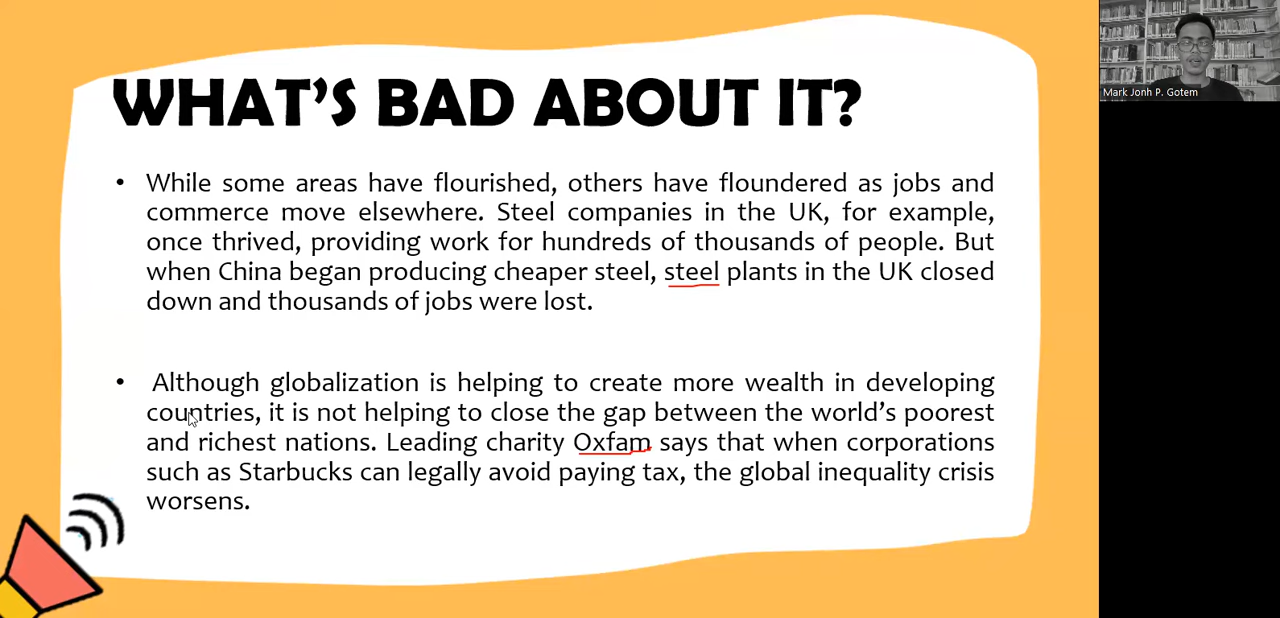 WHAT'S BAD ABOUT IT?
• While some areas have flourished, others have floundered as jobs and
commerce move elsewhere. Steel companies in the UK, for example,
once thrived, providing work for hundreds of thousands of people. But
when China began producing cheaper steel, steel plants in the UK closed
down and thousands of jobs were lost.
• Although globalization is helping to create more wealth in developing
countries, it is not helping to close the gap between the world's poorest
and richest nations. Leading charity Oxfam says that when corporations
such as Starbucks can legally avoid paying tax, the global inequality crisis
worsens.
Mark Jonh P. Gotem